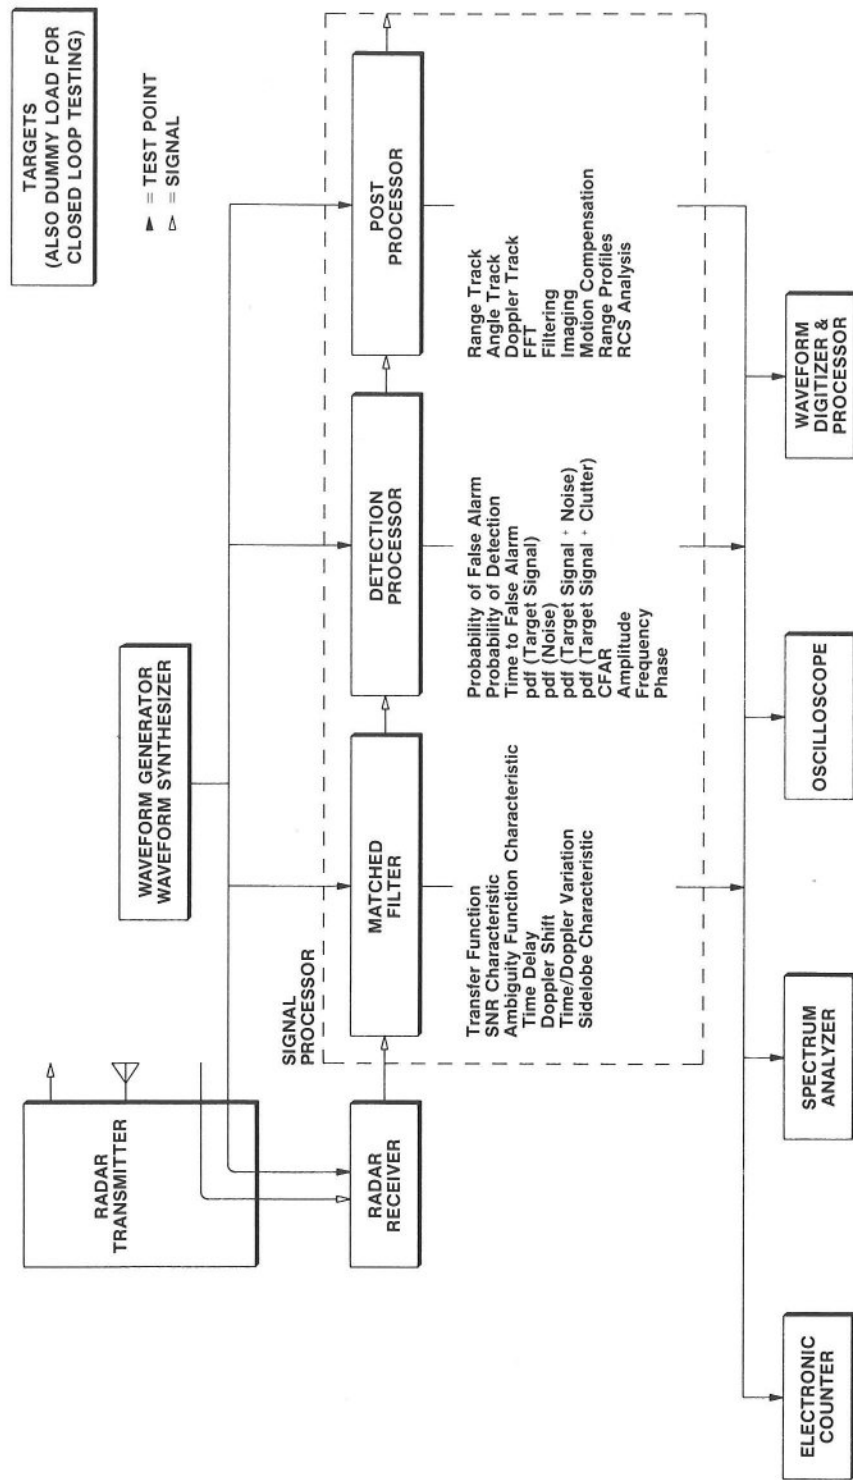 TARGETS
(ALSO DUMMY LOAD FOR
CLOSED LOOP TESTING)
= TEST POINT
= SIGNAL
WAVEFORM GENERATOR
WAVEFORM SYNTHESIZER
RADAR
TRANSMITTER
SIGNAL
PROCESSOR
RADAR
RECEIVER
MATCHED
FILTER
DETECTION
PROCESSOR
POST
PROCESSOR
Transfer Function
SNR Characteristic
Ambiguity Function Characteristic
Time Delay
Doppler Shift
Time/Doppler Variation
Sidelobe Characteristic
Probability of False Alarm
Probability of Detection
Time to False Alarm
pdf (Target Signal)
pdf (Noise)
pdf (Target Signal + Noise)
pdf (Target Signal + Clutter)
CFAR
Amplitude
Frequency
Phase
Range Track
Angle Track
Doppler Track
FFT
Filtering
Imaging
Motion Compensation
Range Profiles
RCS Analysis
ELECTRONIC
COUNTER
SPECTRUM
ANALYZER
OSCILLOSCOPE
WAVEFORM
DIGITIZER &
PROCESSOR